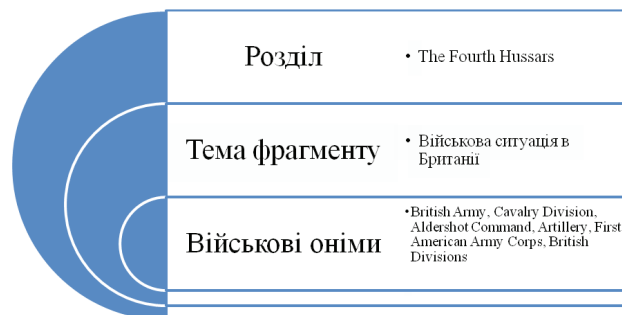 Розділ
• The Fourth Hussars
Тема фрагменту
• Військова ситуація в
Британії
Військові оніми
•British Army, Cavalry Division,
Aldershot Command, Artillery, First
American Army Corps, British
Divisions